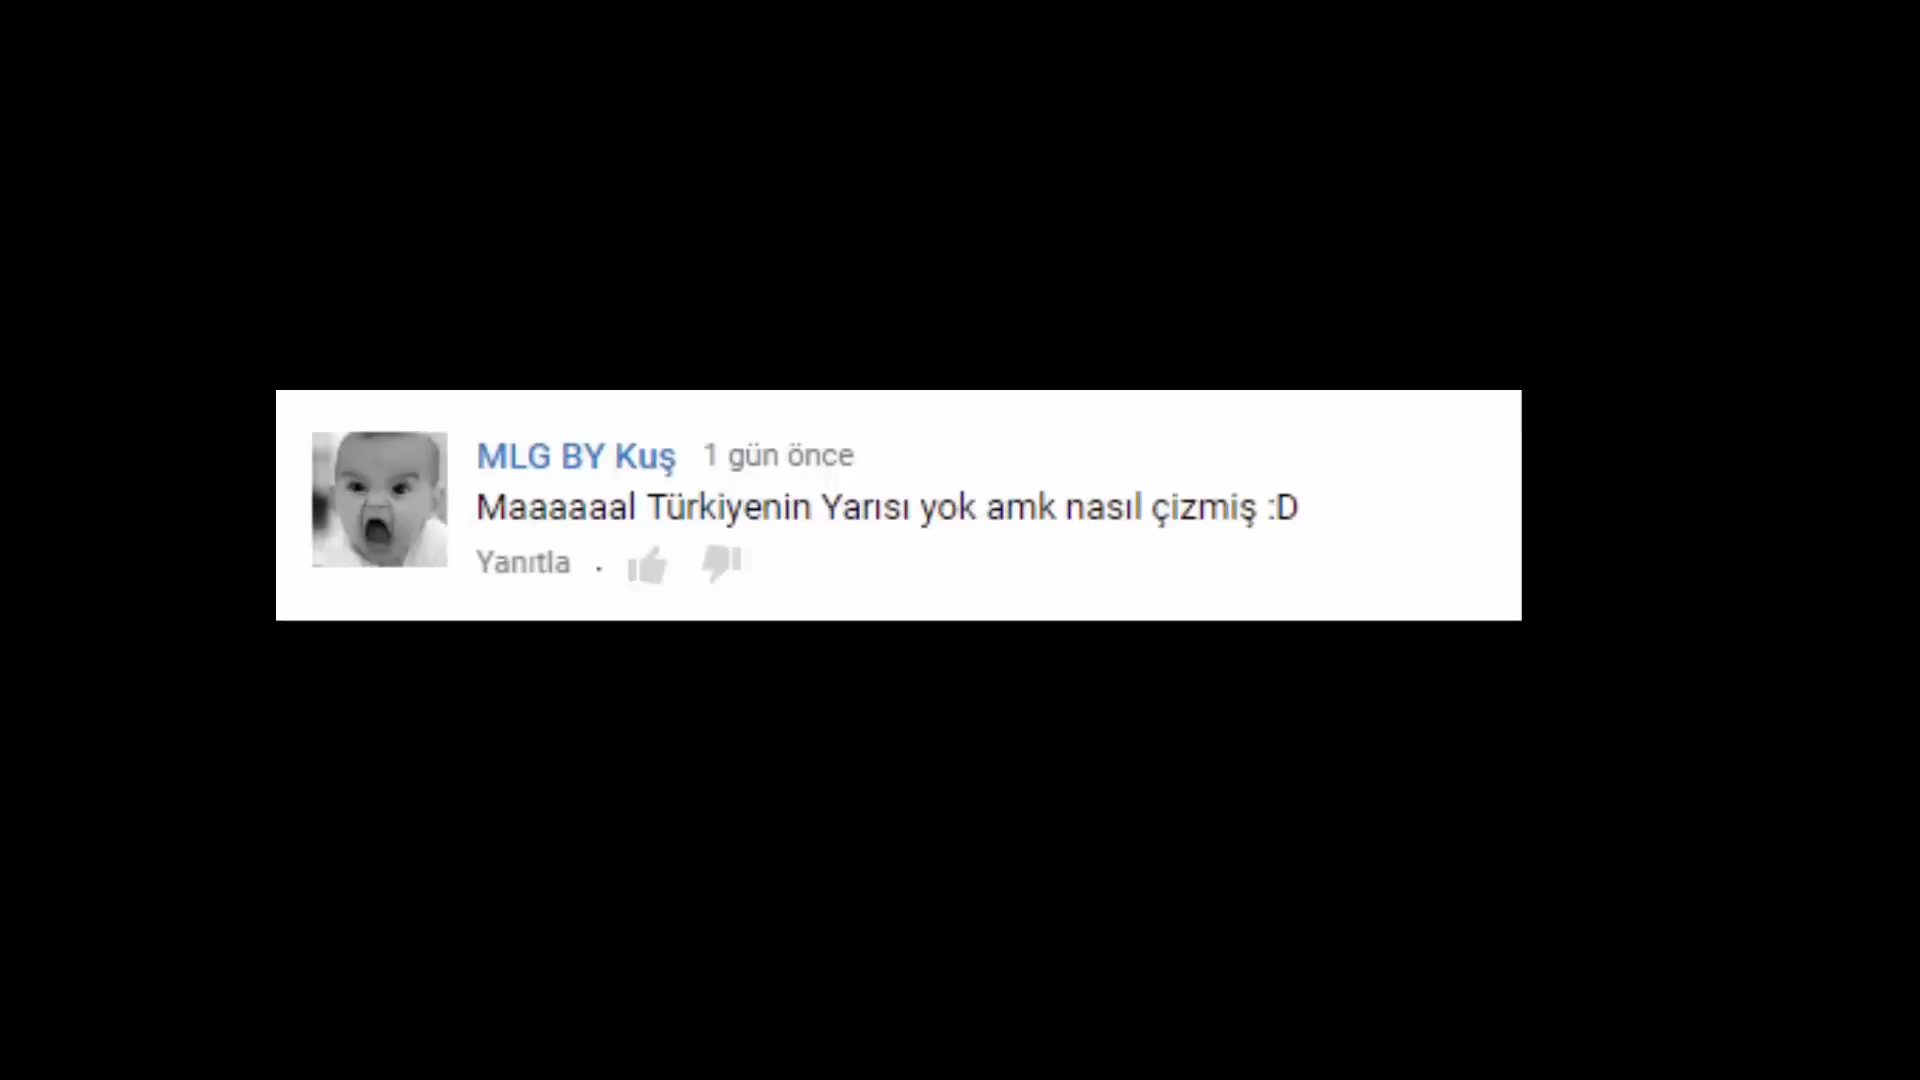 MLG BY Kuş 1 gün önce
Maaaaaal Türkiyenin Yarısı yok amk nasıl çizmiş :D
Yanıtla .